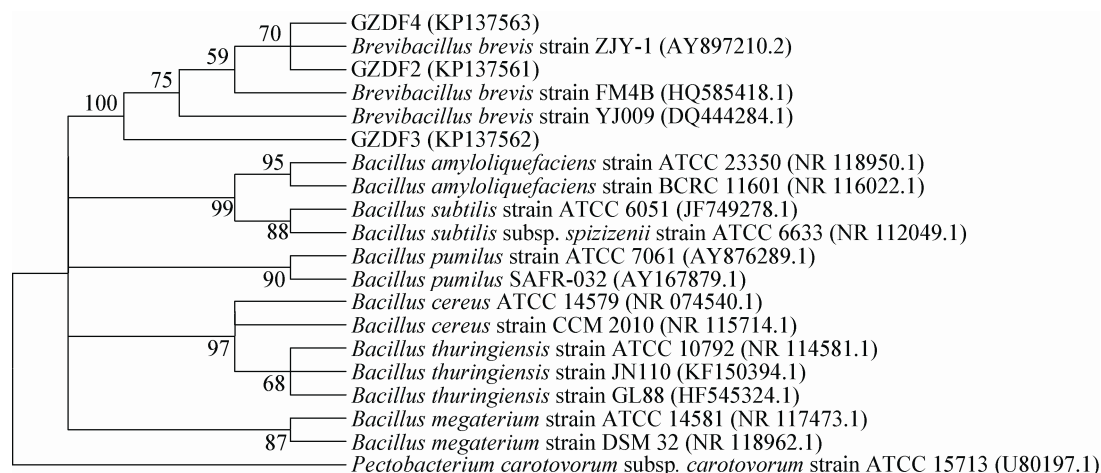 GZDF4 (KP137563)
70
Brevibacillus brevis strain ZJY-1 (AY897210.2)
59
GZDF2 (KP137561)
75
Brevibacillus brevis strain FM4B (HQ585418.1)
100
Brevibacillus brevis strain YJ009 (DQ444284.1)
GZDF3 (KP137562)
95
Bacillus amyloliquefaciens strain ATCC 23350 (NR 118950.1)
Bacillus amyloliquefaciens strain BCRC 11601 (NR 116022.1)
99
Bacillus subtilis strain ATCC 6051 (JF749278.1)
88
Bacillus subtilis subsp. spizizenii strain ATCC 6633 (NR 112049.1)
Bacillus pumilus strain ATCC 7061 (AY876289.1)
90
Bacillus pumilus SAFR-032 (AY167879.1)
Bacillus cereus ATCC 14579 (NR 074540.1)
Bacillus cereus strain CCM 2010 (NR 115714.1)
97
Bacillus thuringiensis strain ATCC 10792 (NR 114581.1)
Bacillus thuringiensis strain JN110 (KF150394.1)
68
Bacillus thuringiensis strain GL88 (HF545324.1)
Bacillus megaterium strain ATCC 14581 (NR 117473.1)
87
Bacillus megaterium strain DSM 32 (NR 118962.1)
Pectobacterium carotovorum subsp. carotovorum strain ATCC 15713 (U80197.1)